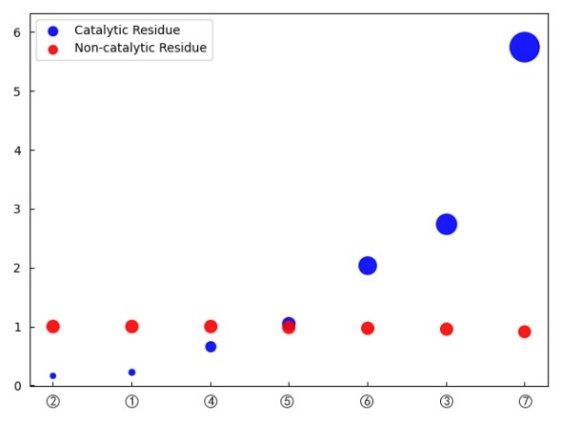 6
Catalytic Residue
Non-catalytic Residue
5
4
3
2
1
0
② ① ④ ⑤ ⑥ ③ ⑦